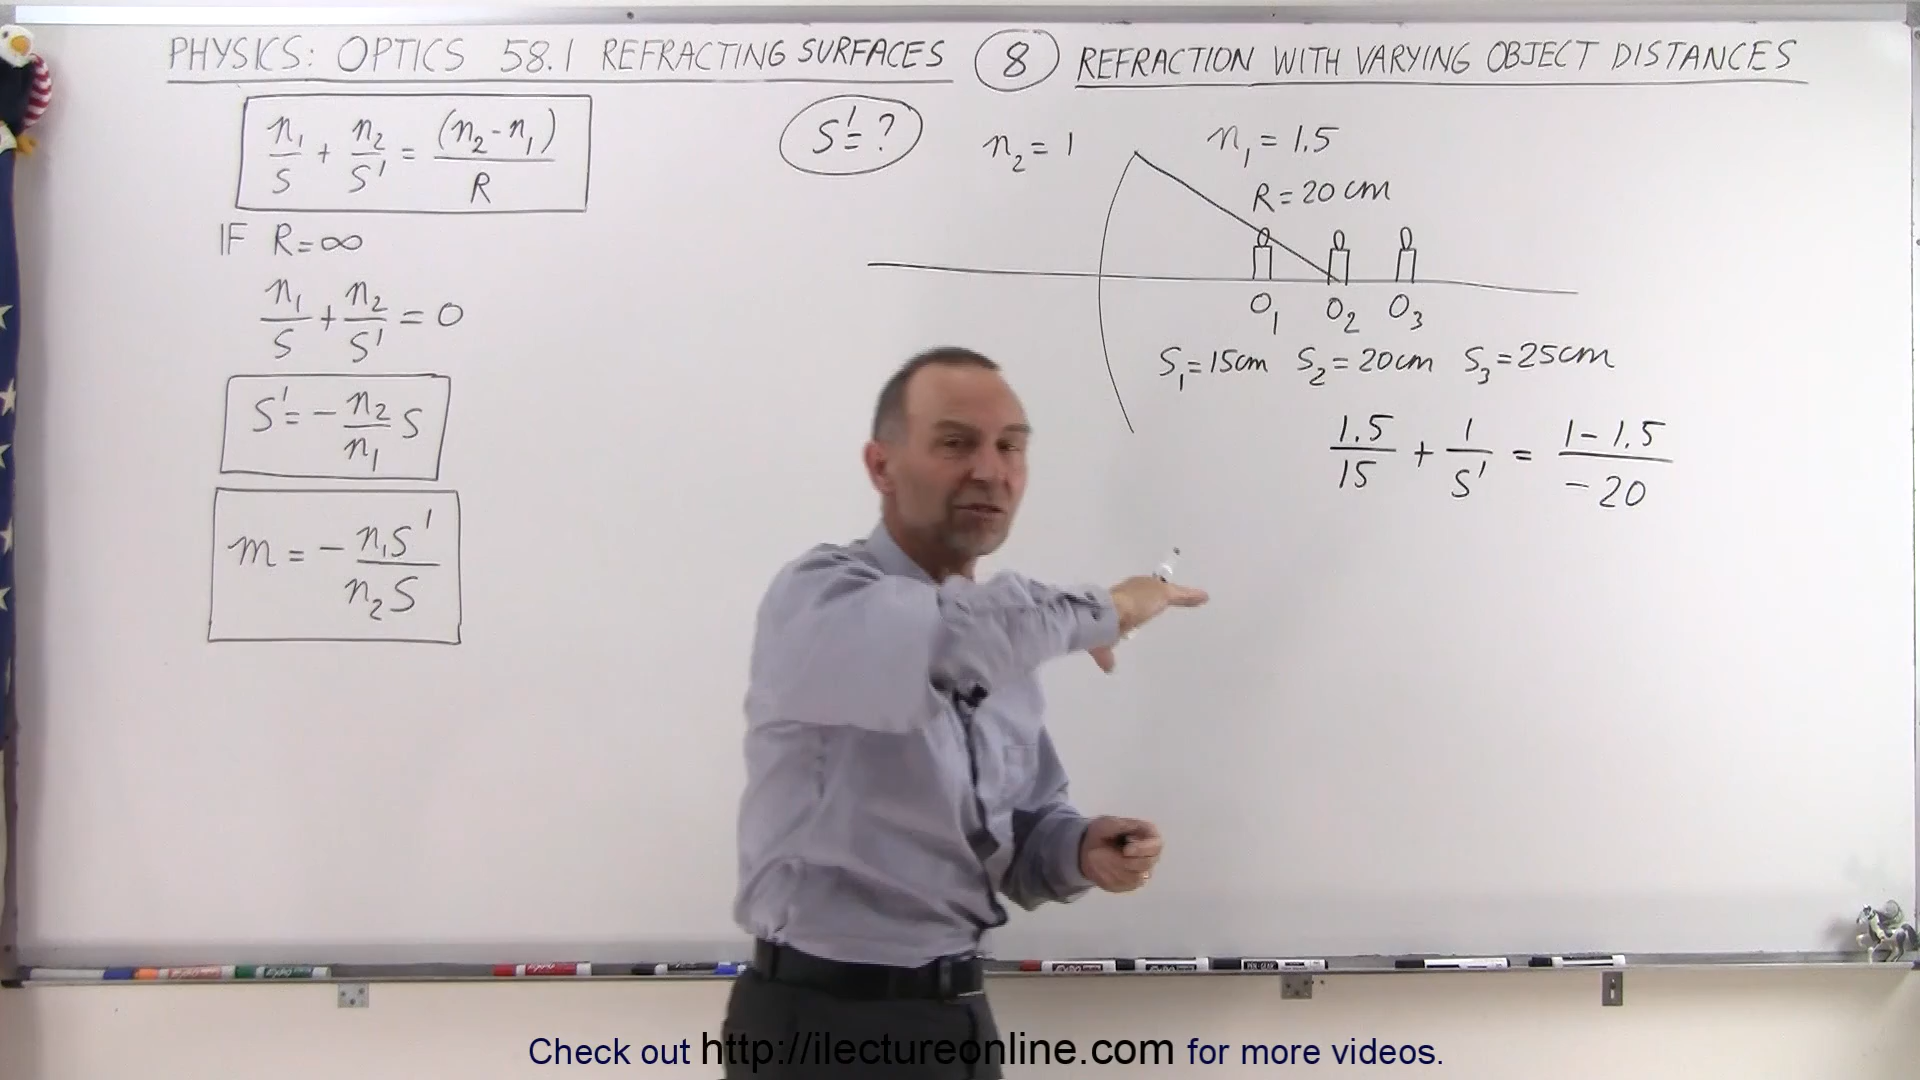 PHYSICS: OPTICS 58.1 REFRACTING SURFACES 8 REFRACTION WITH VARYING OBJECT DISTANCES
n₁/S + n₂/S' = (n₂-n₁)/R
IF R=∞
n₁/S + n₂/S' = 0
S' = - n₂/n₁ S
m = - n₁S'/n₂S
S' = ?
n₂ = 1
n₁ = 1.5
R = 20 cm
O₁ O₂ O₃
S₁ = 15cm S₂ = 20cm S₃ = 25cm
1.5/15 + 1/S' = 1 - 1.5/-20
Check out http://ilectureonline.com for more videos.